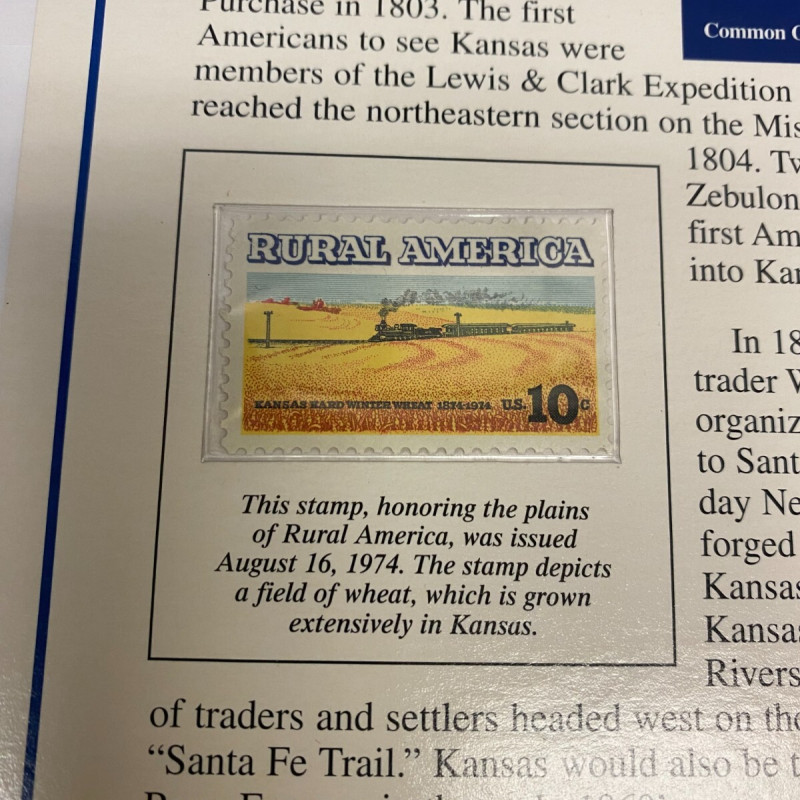 Purchase in 1803. The first
Americans to see Kansas were
members of the Lewis & Clark Expedition
reached the northeastern section on the Mis
Common C
1804. Tw
Zebulon
first Am
into Kan
RURAL AMERICA
KANSAS HARD WINTER WHEAT 1874-1974 U.S. 10c
This stamp, honoring the plains
of Rural America, was issued
August 16, 1974. The stamp depicts
a field of wheat, which is grown
extensively in Kansas.
In 18
trader W
organiz
to Sant
day Ne
forged
Kansas
Kansas
Rivers
of traders and settlers headed west on the
“Santa Fe Trail.” Kansas would also be t